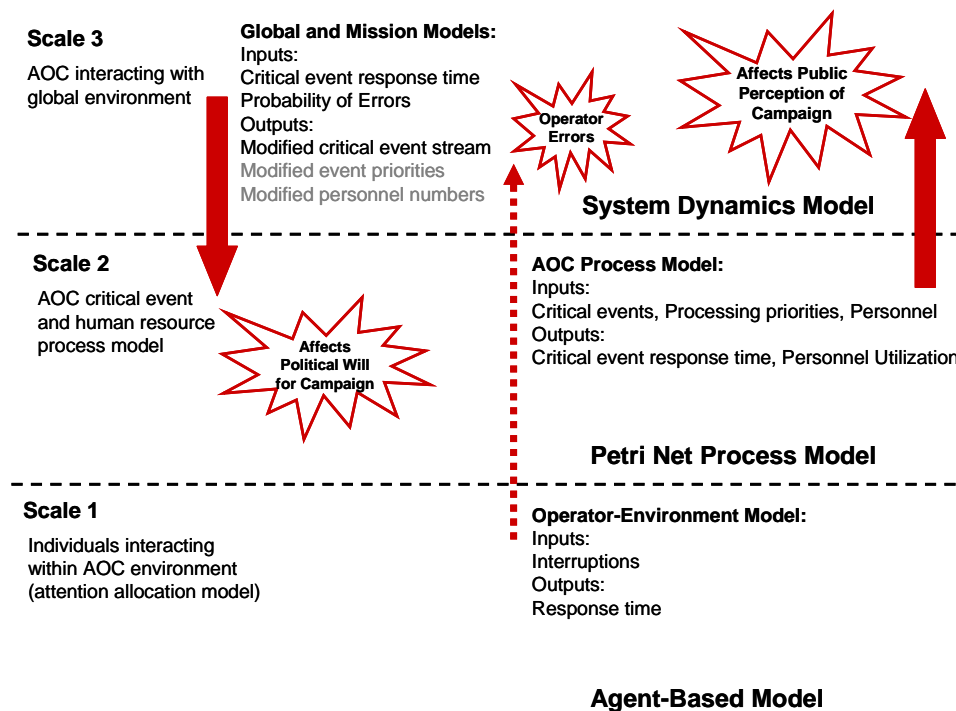 Scale 3
AOC interacting with
global environment
Global and Mission Models:
Inputs:
Critical event response time
Probability of Errors
Outputs:
Modified critical event stream
Modified event priorities
Modified personnel numbers
Operator
Errors
Affects Public
Perception of
Campaign
System Dynamics Model
Scale 2
AOC critical event
and human resource
process model
Affects
Political Will
for Campaign
AOC Process Model:
Inputs:
Critical events, Processing priorities, Personnel
Outputs:
Critical event response time, Personnel Utilization
Petri Net Process Model
Scale 1
Individuals interacting
within AOC environment
(attention allocation model)
Operator-Environment Model:
Inputs:
Interruptions
Outputs:
Response time
Agent-Based Model